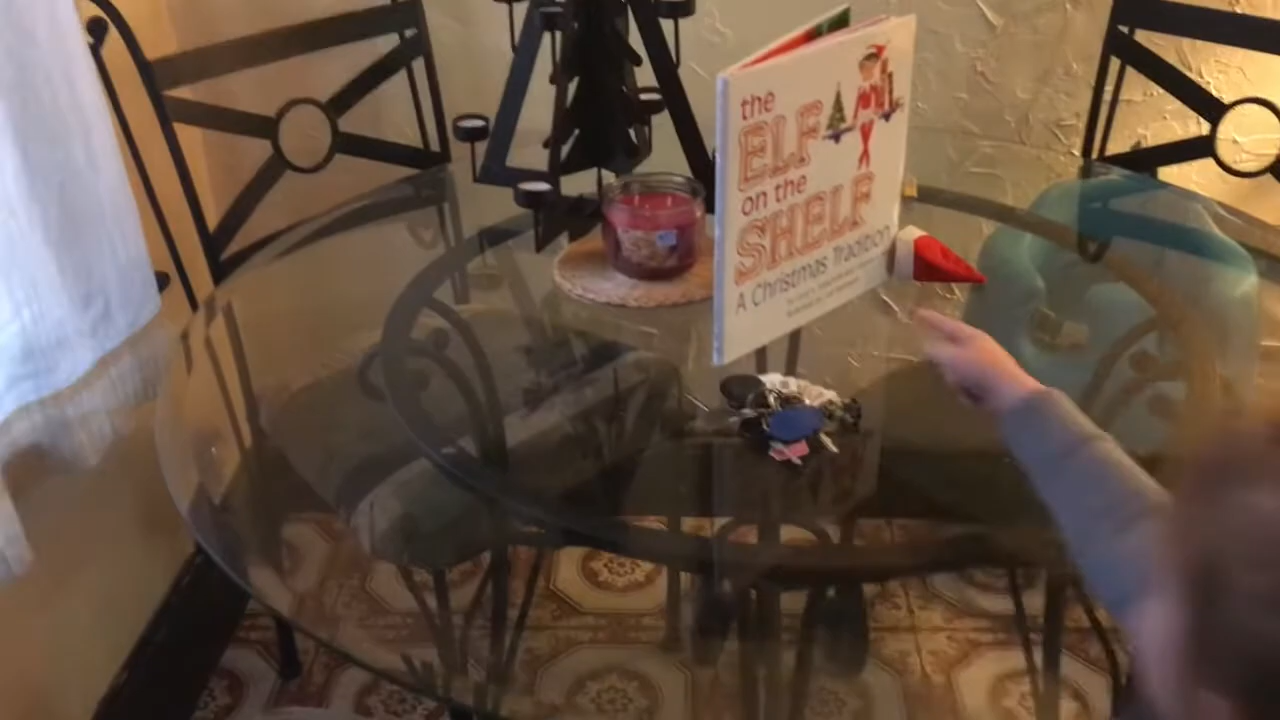 the
ELF
on the
SHELF
A Christmas Tradition